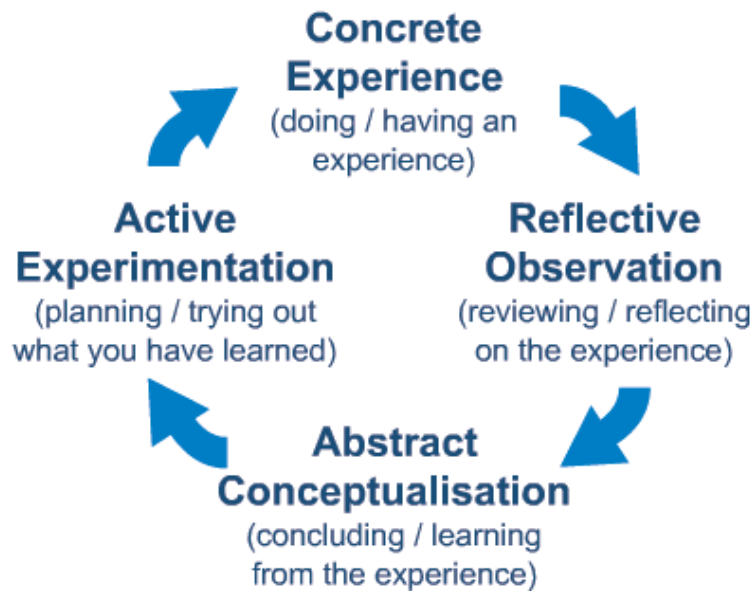 Concrete
Experience
(doing / having an
experience)
Reflective
Observation
(reviewing / reflecting
on the experience)
Abstract
Conceptualisation
(concluding / learning
from the experience)
Active
Experimentation
(planning / trying out
what you have learned)